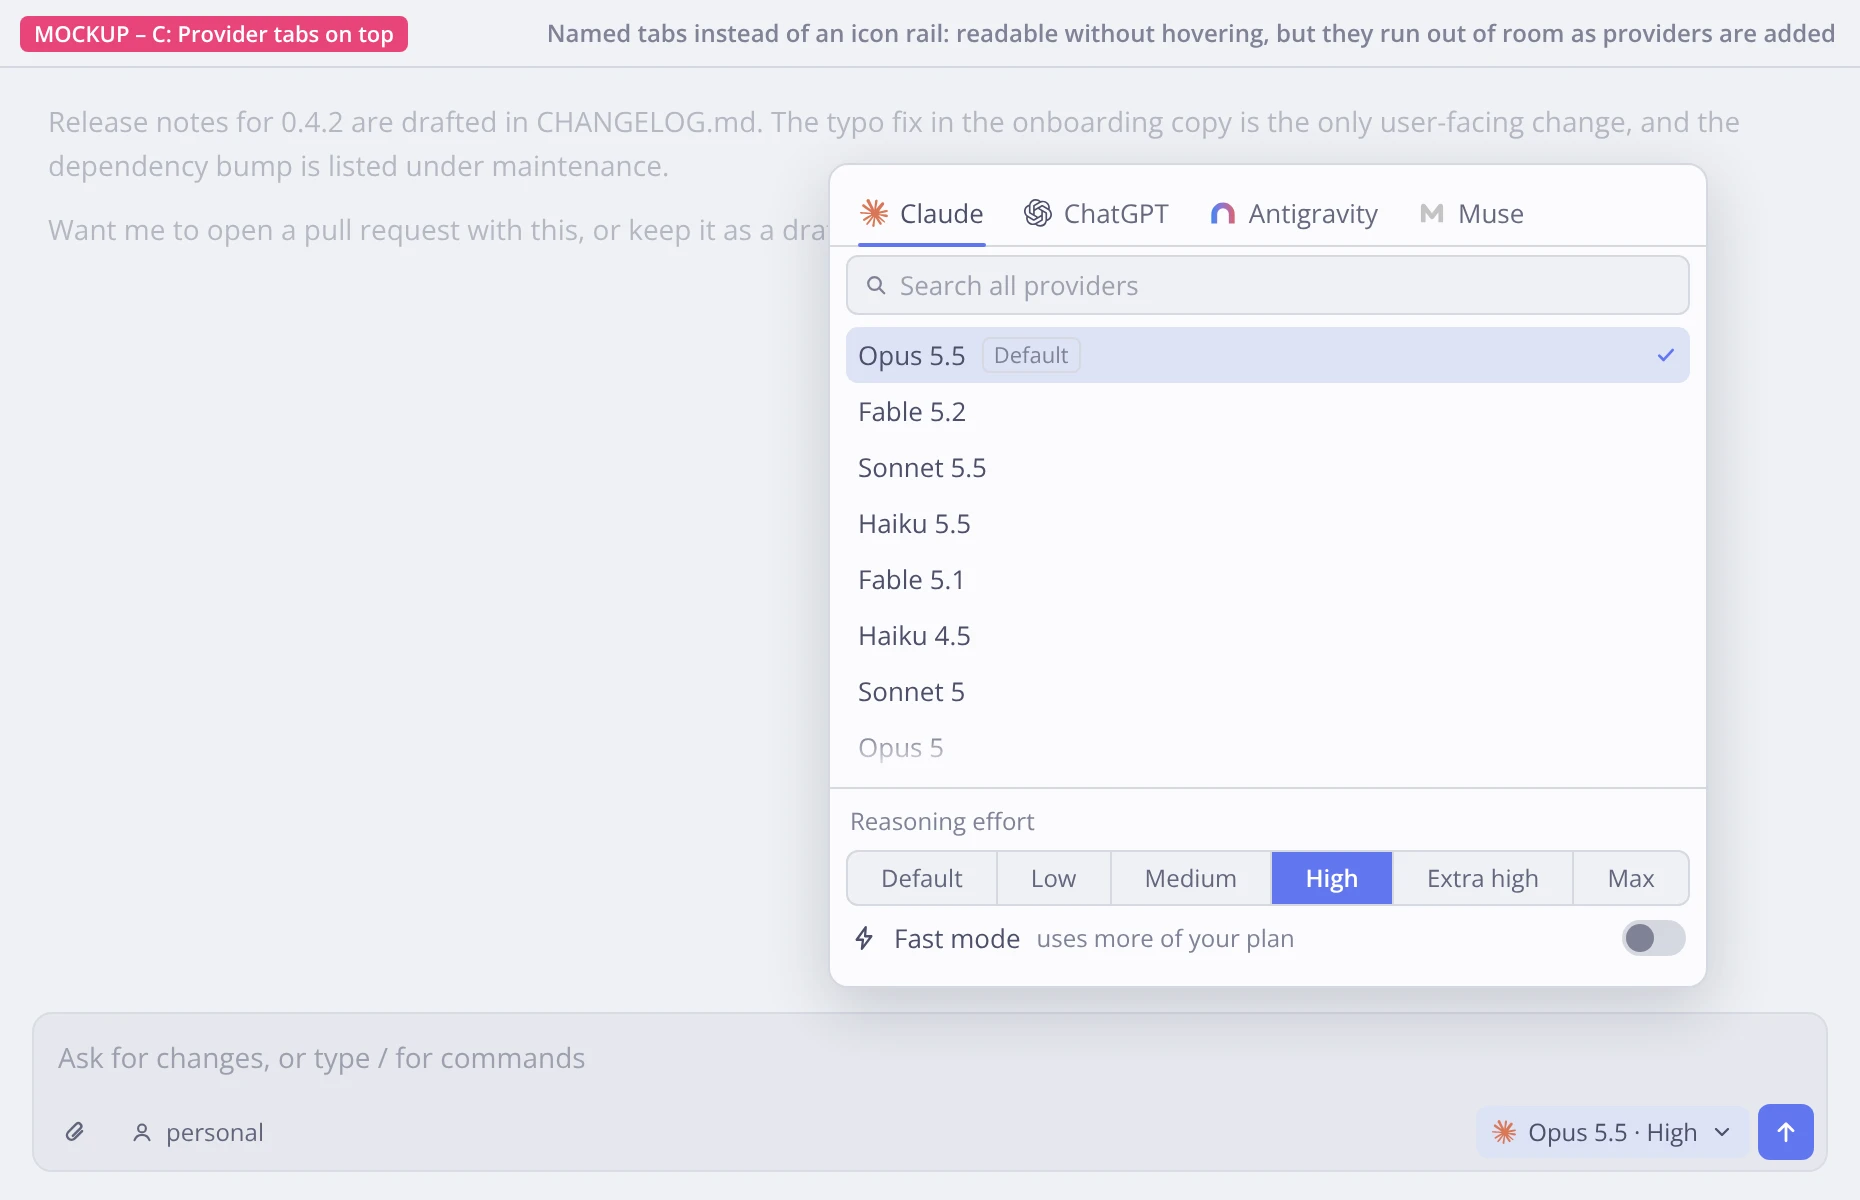 MOCKUP – C: Provider tabs on top
Named tabs instead of an icon rail: readable without hovering, but they run out of room as providers are added
Release notes for 0.4.2 are drafted in CHANGELOG.md. The typo fix in the onboarding copy is the only user-facing change, and the
dependency bump is listed under maintenance.
Want me to open a pull request with this, or keep it as a
Claude
ChatGPT
Antigravity
Muse
Search all providers
Opus 5.5 Default
Fable 5.2
Sonnet 5.5
Haiku 5.5
Fable 5.1
Haiku 4.5
Sonnet 5
Opus 5
Reasoning effort
Default
Low
Medium
High
Extra high
Max
Fast mode uses more of your plan
Ask for changes, or type / for commands
personal
Opus 5.5 · High